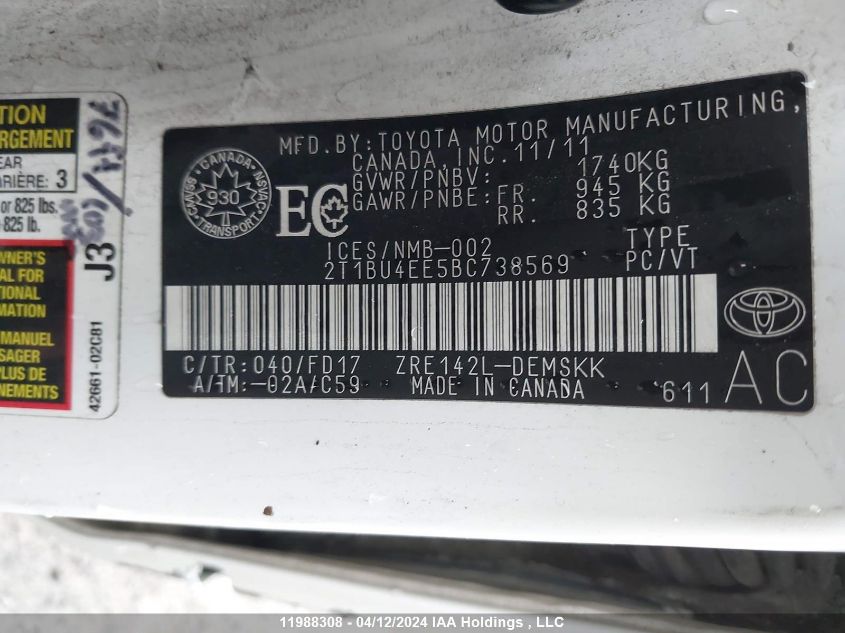 TION
RGEMENT
EAR
ARIÈRE: 3
or 825 lbs.
825 lb.
WNER'S
AL FOR
TIONAL
MATION
MANUEL
SAGER
PLUS DE
NEMENTS
J3
42661-02C81
MFD.BY:TOYOTA MOTOR MANUFACTURING,
CANADA,INC.11/11
GVWR/PNBV: 1740KG
GAWR/PNBE: FR. 945 KG
RR. 835 KG
CANADA
930
TRANSPORT
EC
ICES/NMB-002
TYPE
2T1BU4EE5BC738569
PC/VT
C/TR:040/FD17 ZRE142L-DEMSKK
A/TM:-02A/C59 MADE IN CANADA
611 AC
11988308 - 04/12/2024 IAA Holdings , LLC